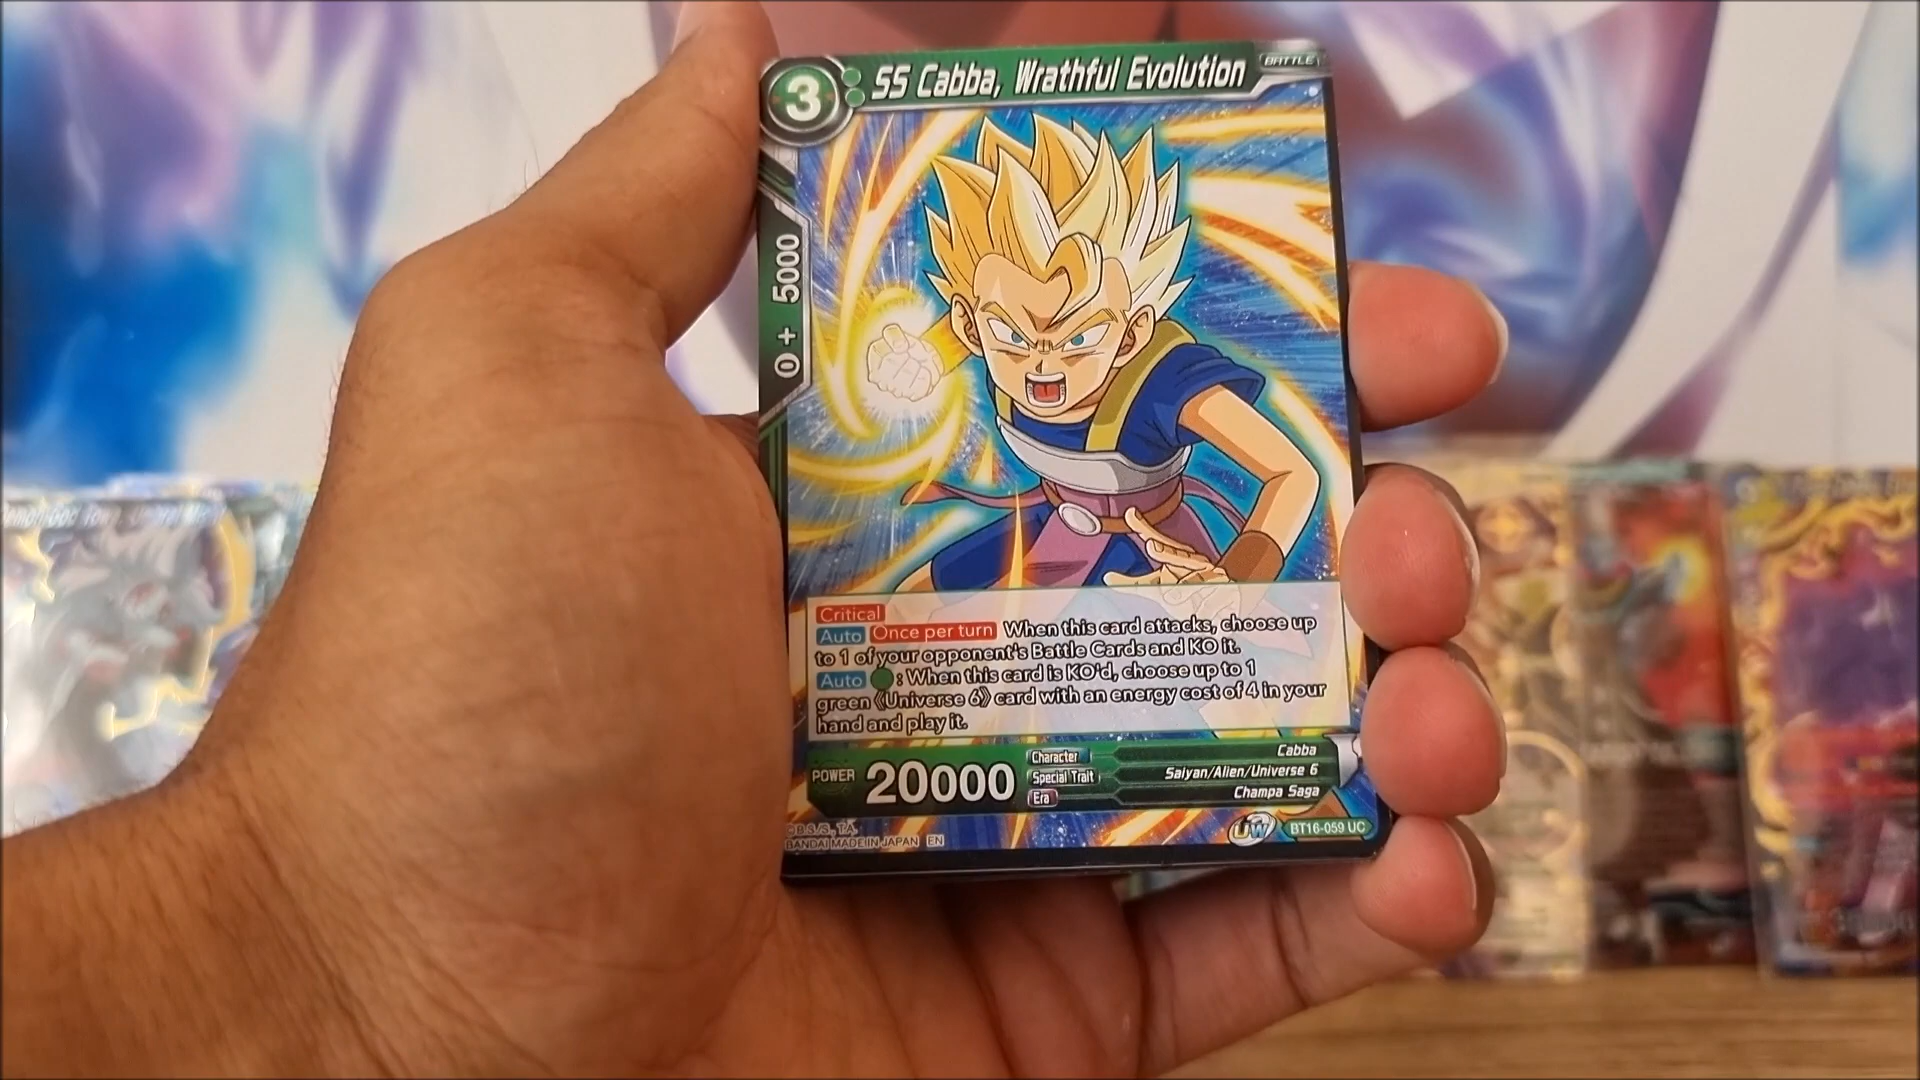 3
SS Cabba, Wrathful Evolution
BATTLE
0 + 5000
Critical
Auto Once per turn When this card attacks, choose up
to 1 of your opponent's Battle Cards and KO it.
Auto : When this card is KO'd, choose up to 1
green 《Universe 6》 card with an energy cost of 4 in your
hand and play it.
POWER 20000
Character Cabba
Special Trait Saiyan/Alien/Universe 6
Era Champa Saga
©B.S./S., T.A.
BANDAI MADE IN JAPAN EN
UW
BT16-059 UC